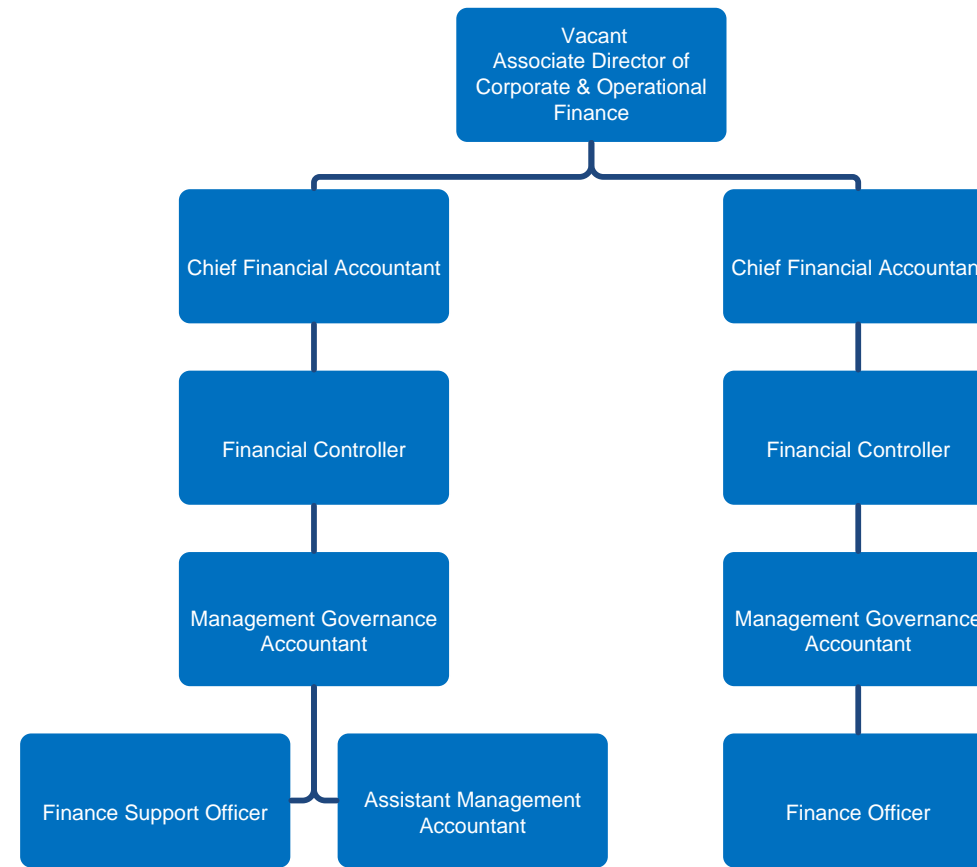 Vacant
Associate Director of
Corporate & Operational
Finance
Chief Financial Accountant
Chief Financial Accountan
Financial Controller
Financial Controller
Management Governance
Accountant
Management Governance
Accountant
Finance Support Officer
Assistant Management
Accountant
Finance Officer